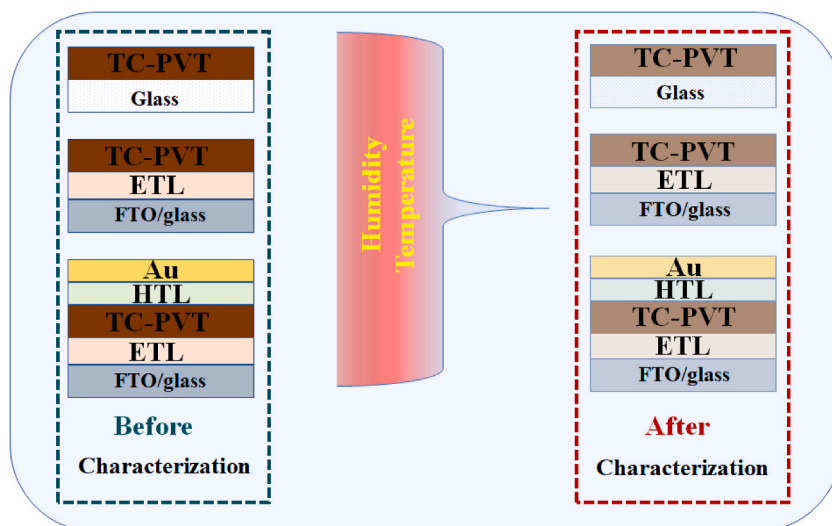 TC-PVT
Glass
TC-PVT
ETL
FTO/glass
Au
HTL
TC-PVT
ETL
FTO/glass
Before
Characterization
Humidity
Temperature
TC-PVT
Glass
TC-PVT
ETL
FTO/glass
Au
HTL
TC-PVT
ETL
FTO/glass
After
Characterization